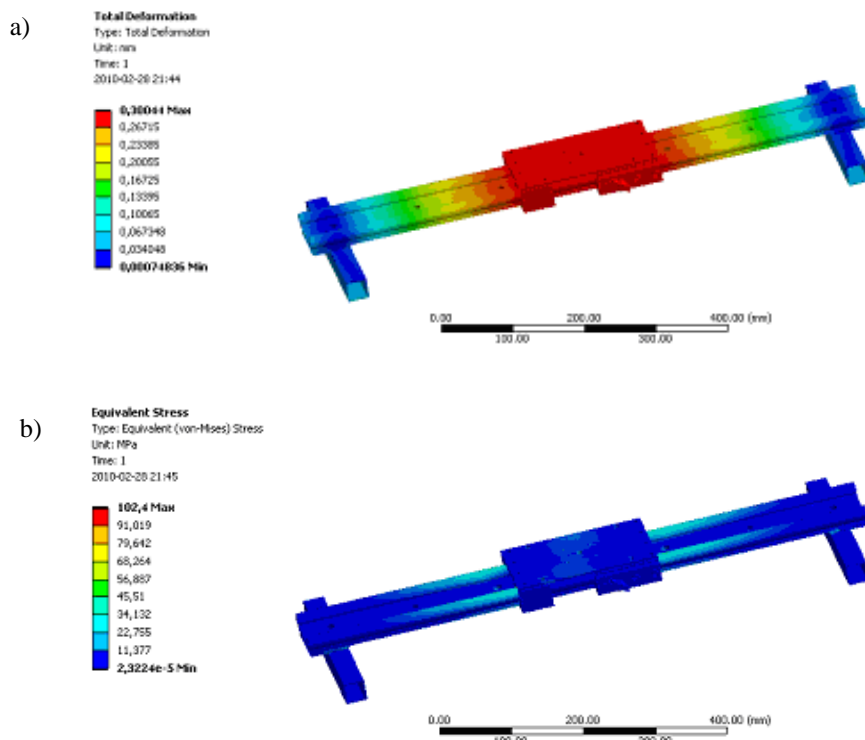 a)
Total Deformation
Type: Total Deformation
Unit: mm
Time: 1
2010-02-28 21:44
0,30044 Max
0,26715
0,23385
0,20055
0,16725
0,13395
0,10065
0,067348
0,034048
0,00074836 Min
0.00 200.00 400.00 (mm)
100.00 300.00
b)
Equivalent Stress
Type: Equivalent (von-Mises) Stress
Unit: MPa
Time: 1
2010-02-28 21:45
102,4 Max
91,019
79,642
68,264
56,887
45,51
34,132
22,755
11,377
2,3224e-5 Min
0.00 200.00 400.00 (mm)